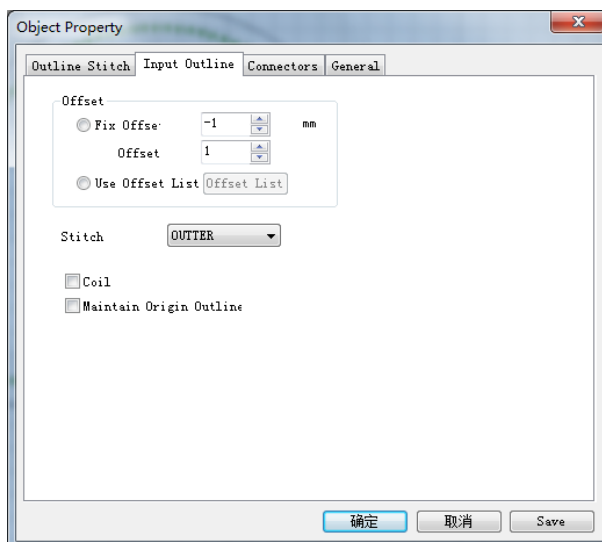 Object Property
Outline Stitch Input Outline Connectors General
Offset
Fix Offse -1 mm
Offset 1
Use Offset List Offset List
Stitch OUTTER
Coil
Maintain Origin Outline
确定 取消 Save